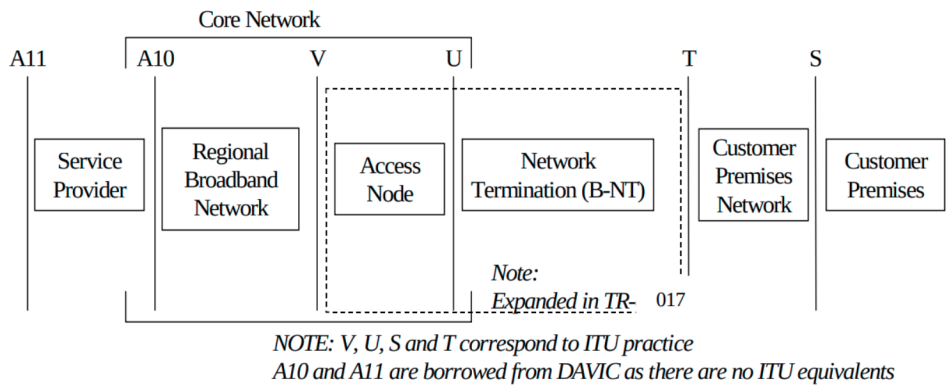 Core Network
A11 A10 V U T S
Service
Provider
Regional
Broadband
Network
Access
Node
Network
Termination (B-NT)
Customer
Premises
Network
Customer
Premises
Note:
Expanded in TR- 017
NOTE: V, U, S and T correspond to ITU practice
A10 and A11 are borrowed from DAVIC as there are no ITU equivalents